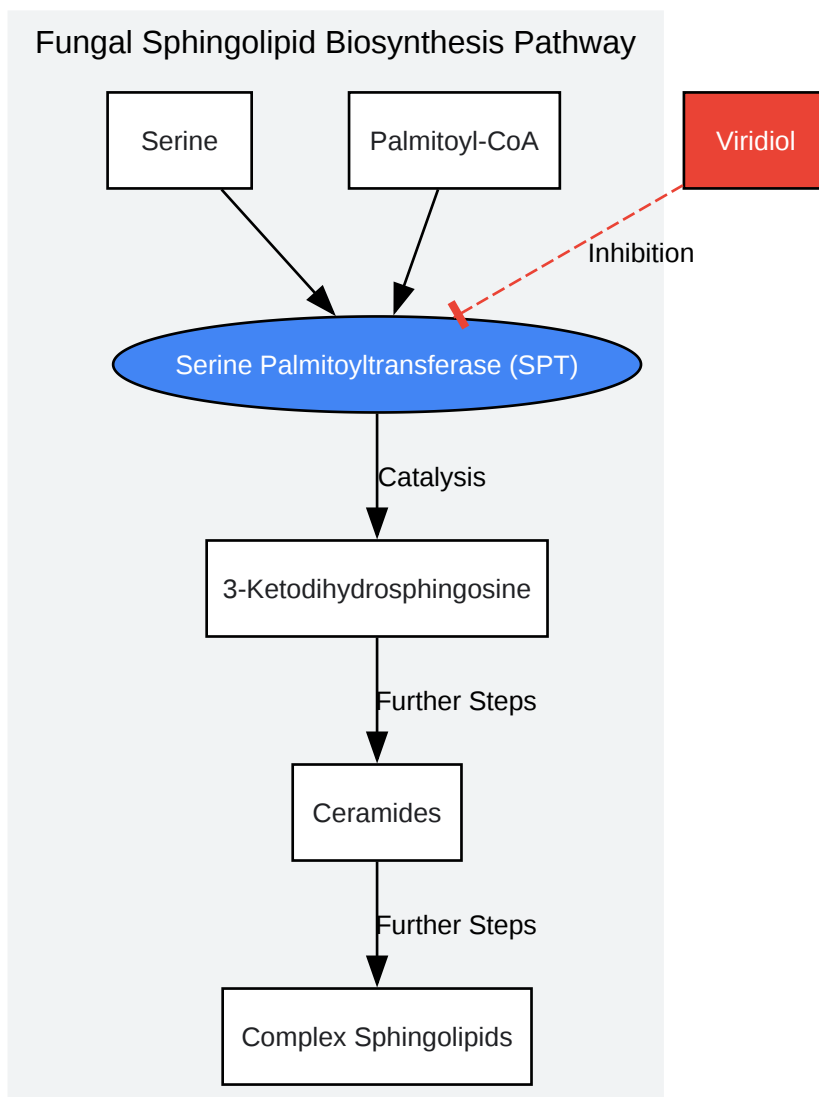 Fungal Sphingolipid Biosynthesis Pathway
Serine
Palmitoyl-CoA
Viridiol
Inhibition
Serine Palmitoyltransferase (SPT)
Catalysis
3-Ketodihydrosphingosine
Further Steps
Ceramides
Further Steps
Complex Sphingolipids